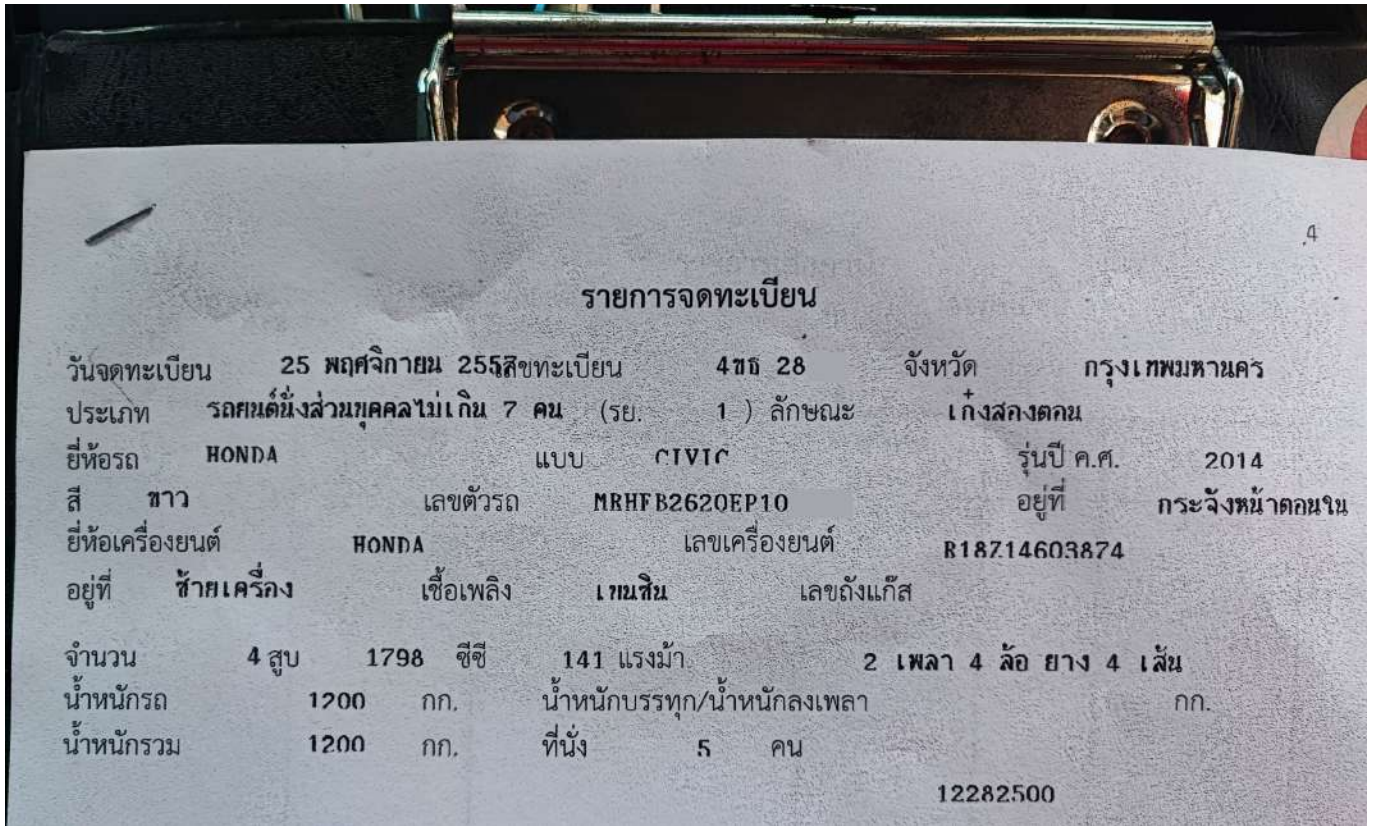 4
รายการจดทะเบียน
วันจดทะเบียน 25 พฤศจิกายน 2557 เลขทะเบียน 4ขธ 28 จังหวัด กรุงเทพมหานคร
ประเภท รถยนต์นั่งส่วนบุคคลไม่เกิน 7 คน (รย. 1 ) ลักษณะ เก๋งสองตอน
ยี่ห้อรถ HONDA แบบ CIVIC รุ่นปี ค.ศ. 2014
สี ขาว เลขตัวรถ MRHFB2620EP10 อยู่ที่ กระจังหน้าตอนใน
ยี่ห้อเครื่องยนต์ HONDA เลขเครื่องยนต์ R18Z14603874
อยู่ที่ ซ้ายเครื่อง เชื้อเพลิง เบนซิน เลขถังแก๊ส
จำนวน 4 สูบ 1798 ซีซี 141 แรงม้า 2 เพลา 4 ล้อ ยาง 4 เส้น
น้ำหนักรถ 1200 กก. น้ำหนักบรรทุก/น้ำหนักลงเพลา กก.
น้ำหนักรวม 1200 กก. ที่นั่ง 5 คน
12282500